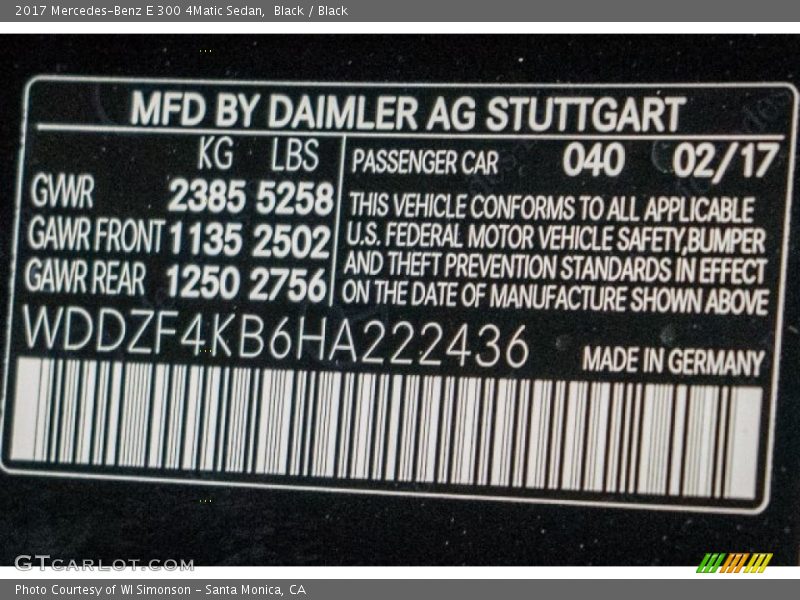 2017 Mercedes-Benz E 300 4Matic Sedan,  Black / Black
MFD BY DAIMLER AG STUTTGART
KG LBS
GVWR 2385 5258
GAWR FRONT 1135 2502
GAWR REAR 1250 2756
PASSENGER CAR 040 02/17
THIS VEHICLE CONFORMS TO ALL APPLICABLE
U.S. FEDERAL MOTOR VEHICLE SAFETY,BUMPER
AND THEFT PREVENTION STANDARDS IN EFFECT
ON THE DATE OF MANUFACTURE SHOWN ABOVE
WDDZF4KB6HA222436
MADE IN GERMANY
GTCARLOT.COM
Photo Courtesy of WI Simonson - Santa Monica, CA